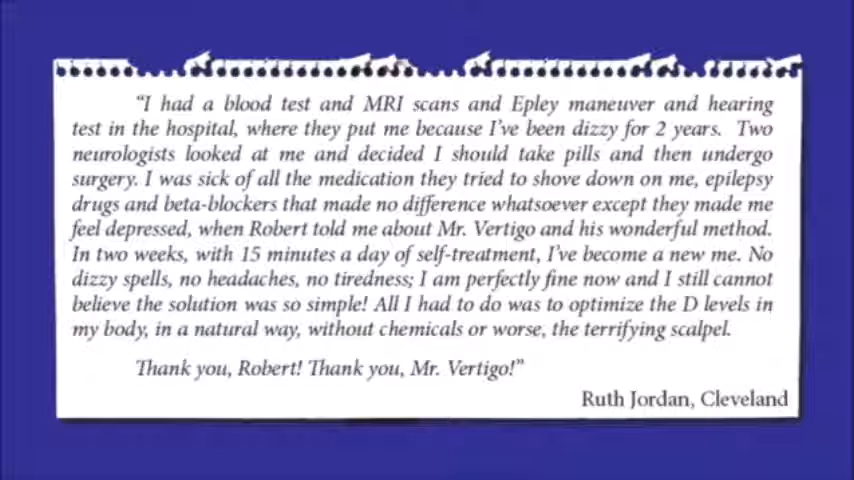 “I had a blood test and MRI scans and Epley maneuver and hearing
test in the hospital, where they put me because I’ve been dizzy for 2 years. Two
neurologists looked at me and decided I should take pills and then undergo
surgery. I was sick of all the medication they tried to shove down on me, epilepsy
drugs and beta-blockers that made no difference whatsoever except they made me
feel depressed, when Robert told me about Mr. Vertigo and his wonderful method.
In two weeks, with 15 minutes a day of self-treatment, I’ve become a new me. No
dizzy spells, no headaches, no tiredness; I am perfectly fine now and I still cannot
believe the solution was so simple! All I had to do was to optimize the D levels in
my body, in a natural way, without chemicals or worse, the terrifying scalpel.
Thank you, Robert! Thank you, Mr. Vertigo!”
Ruth Jordan, Cleveland